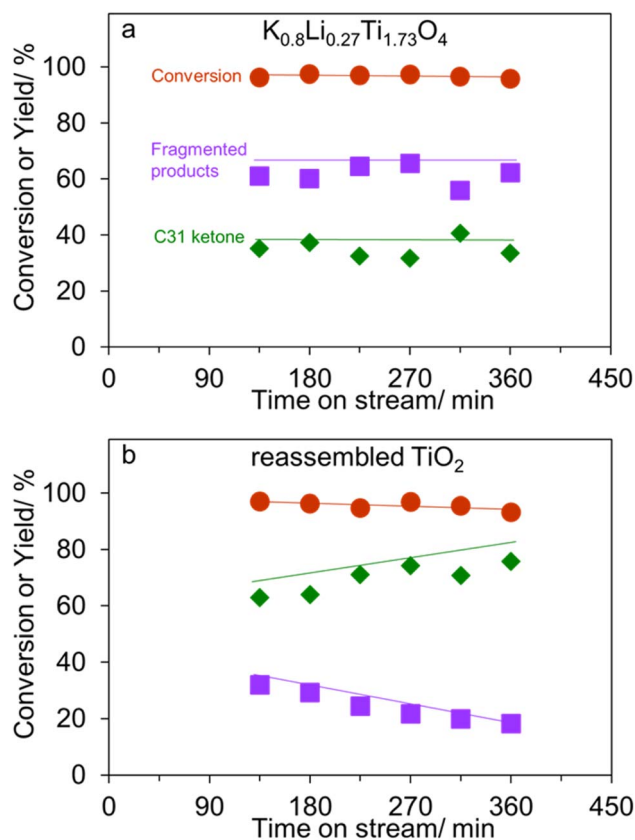 a
K0.8Li0.27Ti1.73O4
Conversion or Yield/ %
100
80
60
40
20
0
Conversion
Fragmented
products
C31 ketone
0 90 180 270 360 450
Time on stream/ min
b
reassembled TiO2
Conversion or Yield/ %
100
80
60
40
20
0
0 90 180 270 360 450
Time on stream/ min